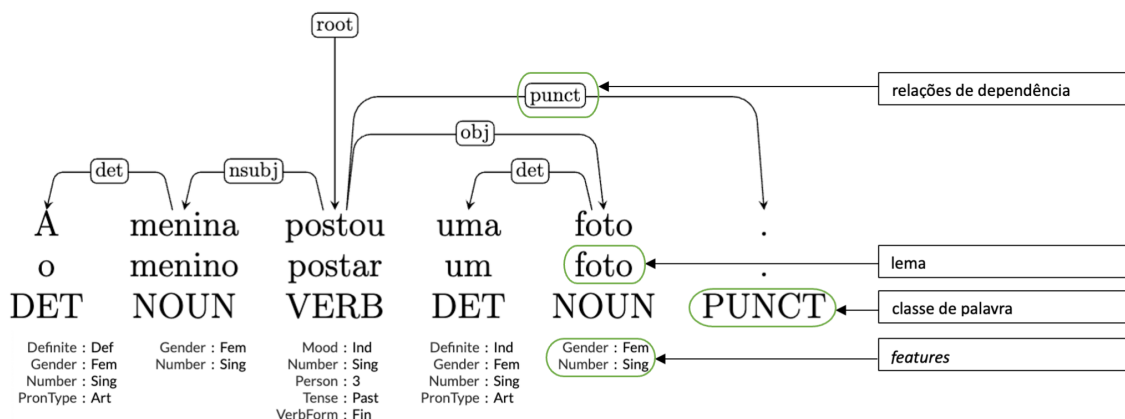 root
punct
relações de dependência
obj
det nsubj det
A menina postou uma foto .
o menino postar um foto .
lema
DET NOUN VERB DET NOUN PUNCT
classe de palavra
Definite : Def Gender : Fem Mood : Ind Definite : Ind Gender : Fem
Gender : Fem Number : Sing Number : Sing Gender : Fem Number : Sing
features
Number : Sing Person : 3 Number : Sing
PronType : Art Tense : Past PronType : Art
VerbForm : Fin